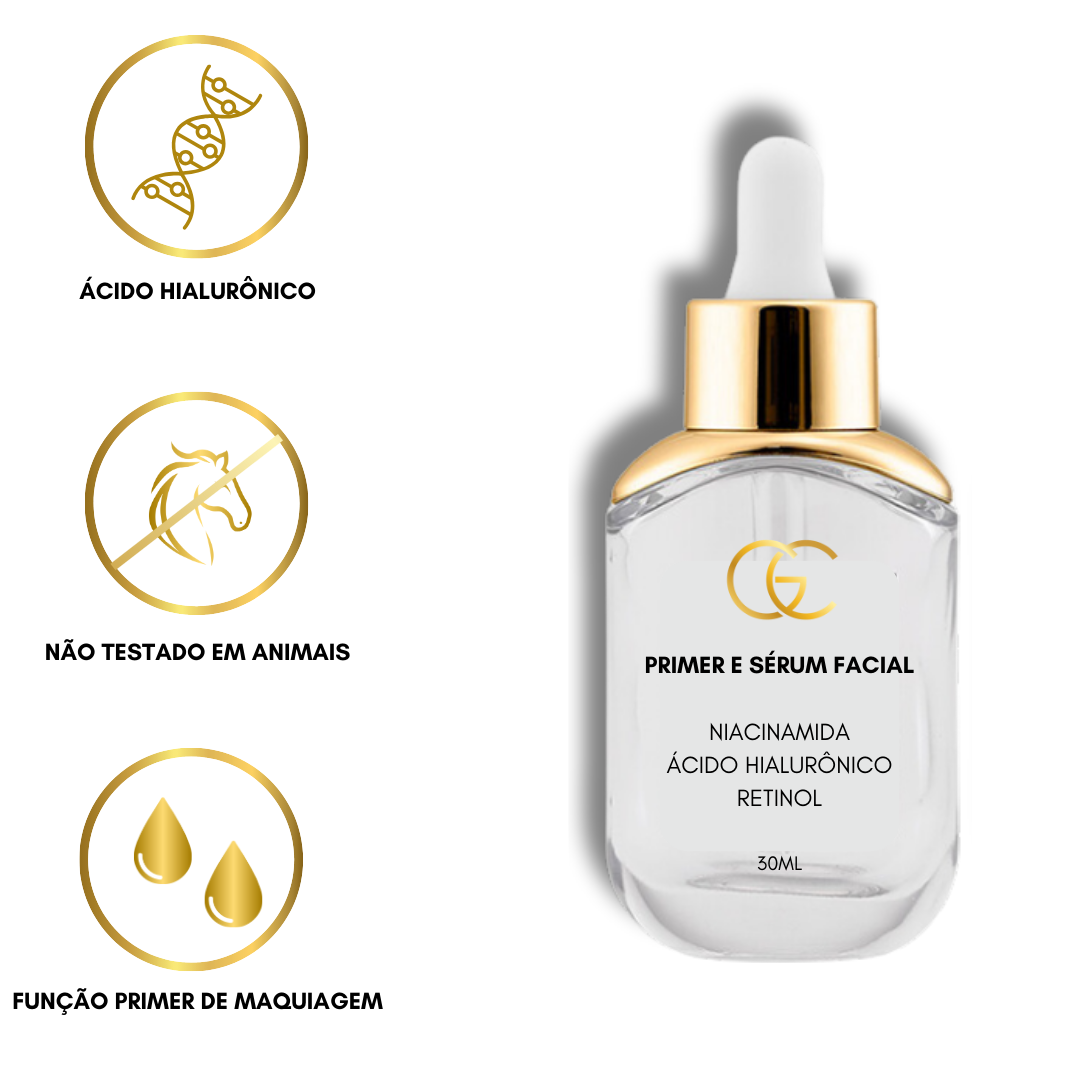 ÁCIDO HIALURÔNICO
NÃO TESTADO EM ANIMAIS
FUNÇÃO PRIMER DE MAQUIAGEM
GC
PRIMER E SÉRUM FACIAL
NIACINAMIDA
ÁCIDO HIALURÔNICO
RETINOL
30ML